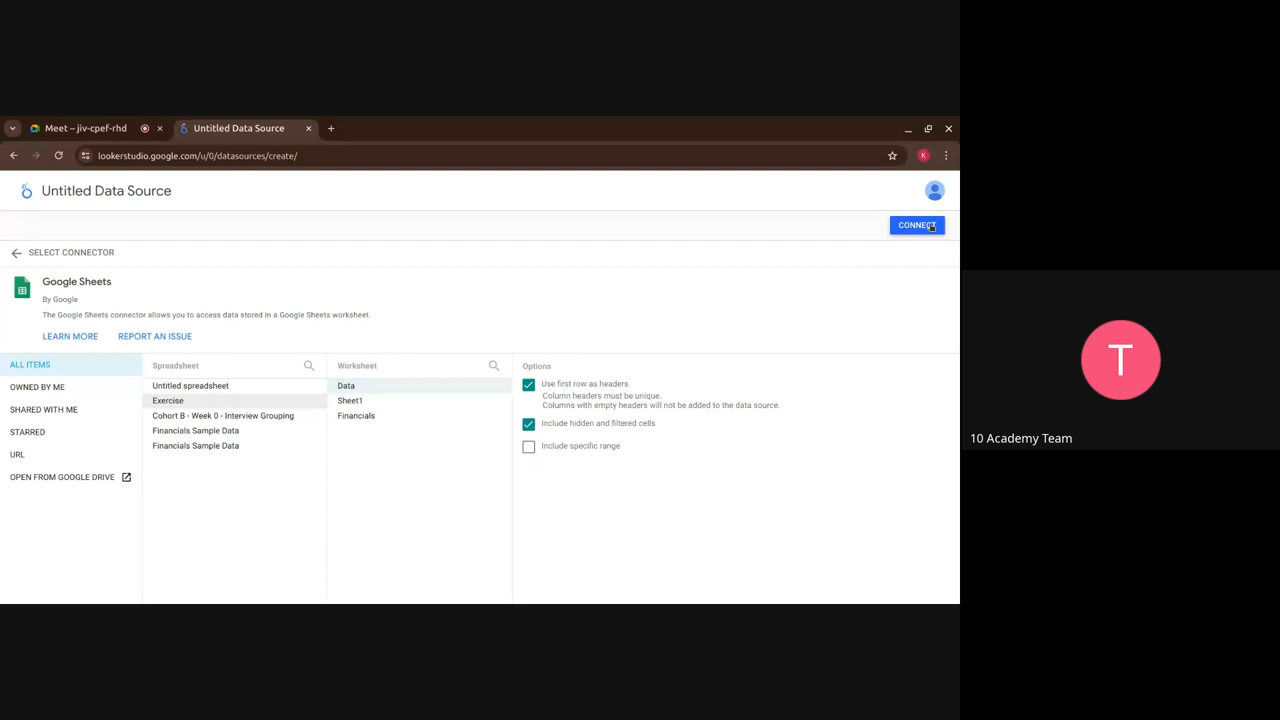 Meet – jiv-cpef-rhd
Untitled Data Source
lookerstudio.google.com/u/0/datasources/create/
K
Untitled Data Source
CONNECT
SELECT CONNECTOR
Google Sheets
By Google
The Google Sheets connector allows you to access data stored in a Google Sheets worksheet.
LEARN MORE
REPORT AN ISSUE
ALL ITEMS
OWNED BY ME
SHARED WITH ME
STARRED
URL
OPEN FROM GOOGLE DRIVE
Spreadsheet
Untitled spreadsheet
Exercise
Cohort B - Week 0 - Interview Grouping
Financials Sample Data
Financials Sample Data
Worksheet
Data
Sheet1
Financials
Options
Use first row as headers
Column headers must be unique.
Columns with empty headers will not be added to the data source.
Include hidden and filtered cells
Include specific range
T
10 Academy Team